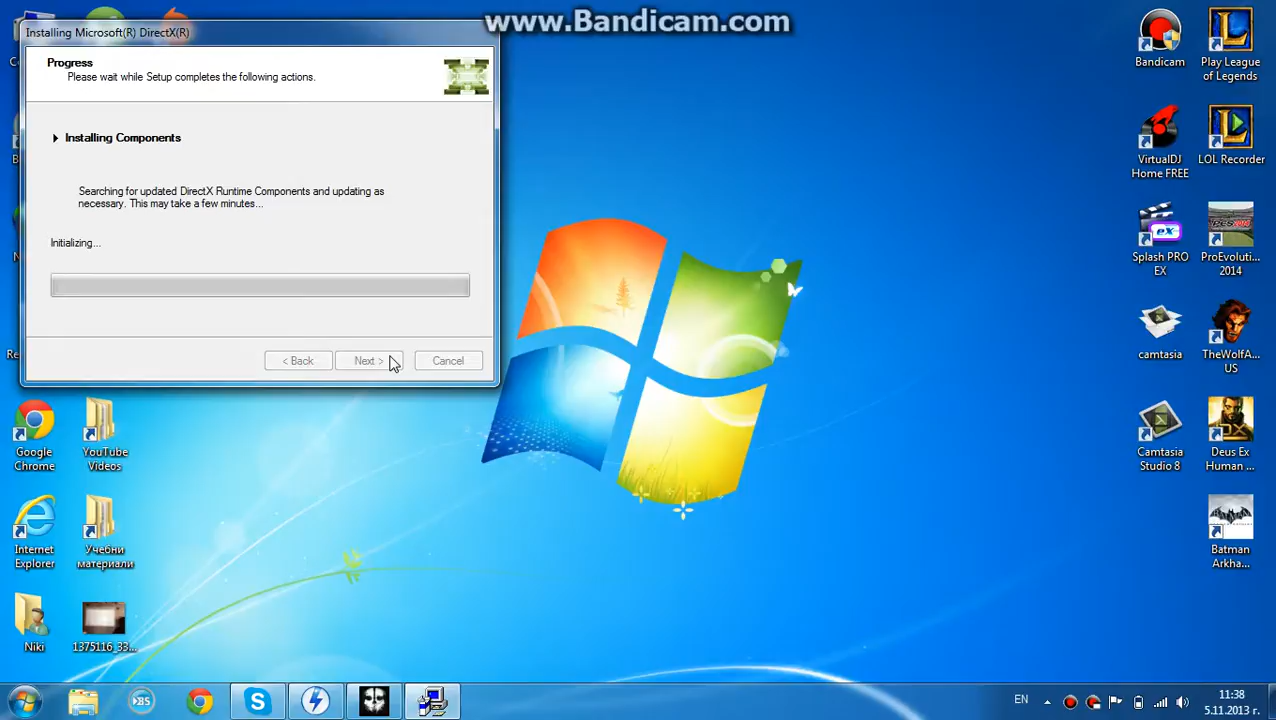 www.Bandicam.com
Installing Microsoft(R) DirectX(R)
Progress
Please wait while Setup completes the following actions.
Installing Components
Searching for updated DirectX Runtime Components and updating as
necessary. This may take a few minutes...
Initializing...
< Back
Next >
Cancel
Bandicam
Play League
of Legends
VirtualDJ
Home FREE
LOL Recorder
Splash PRO
EX
ProEvoluti...
2014
camtasia
TheWolfA...
US
Camtasia
Studio 8
Deus Ex
Human ...
Batman
Arkha...
Google
Chrome
YouTube
Videos
Internet
Explorer
Учебни
материали
Niki
1375116_33...
EN
11:38
5.11.2013 г.